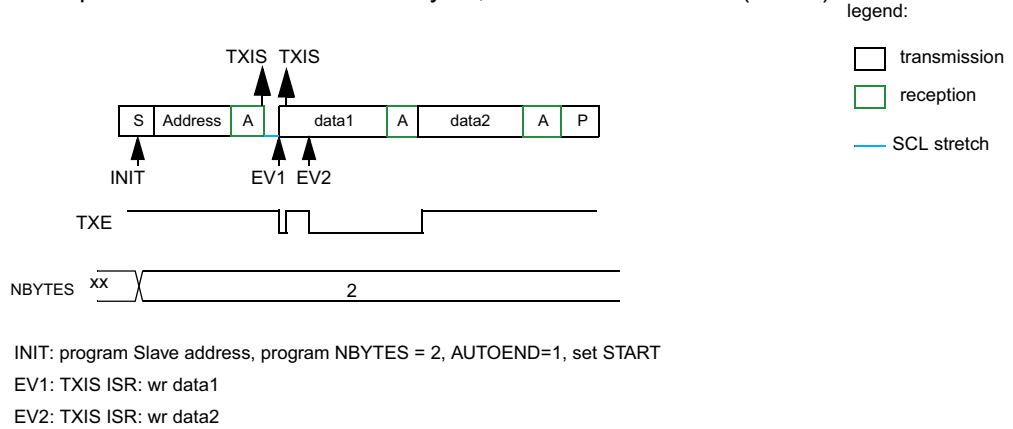 legend:
transmission
reception
SCL stretch
TXIS TXIS
S Address A data1 A data2 A P
INIT EV1 EV2
TXE
NBYTES xx 2
INIT: program Slave address, program NBYTES = 2, AUTOEND=1, set START
EV1: TXIS ISR: wr data1
EV2: TXIS ISR: wr data2